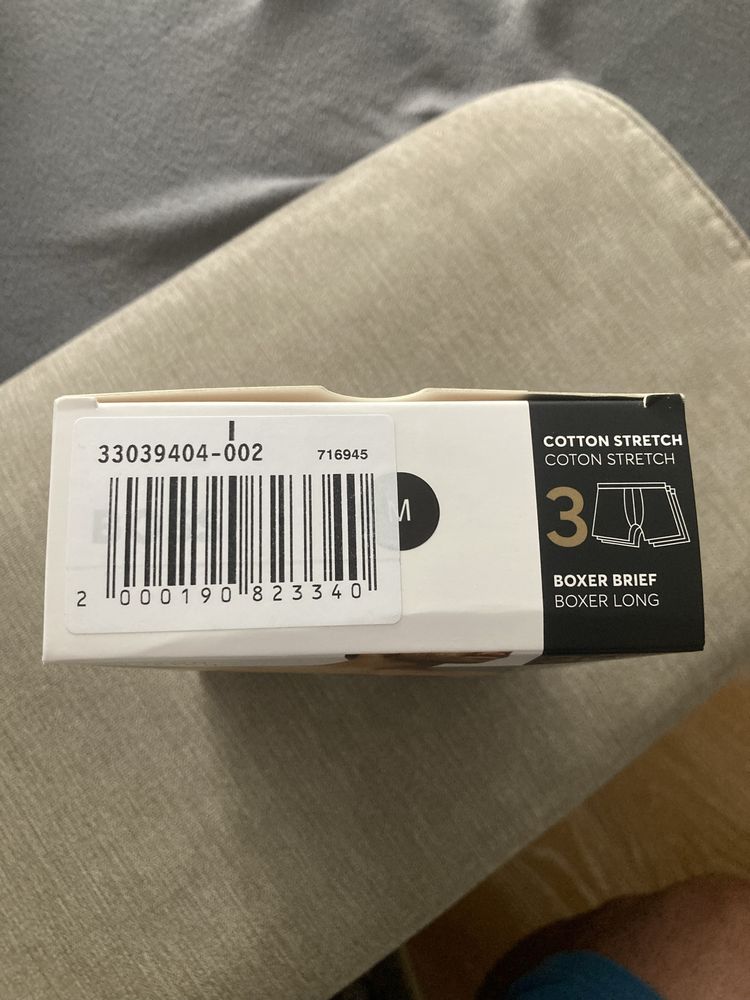 33039404-002 716945
2 000190 823340
M
COTTON STRETCH
COTON STRETCH
3
BOXER BRIEF
BOXER LONG